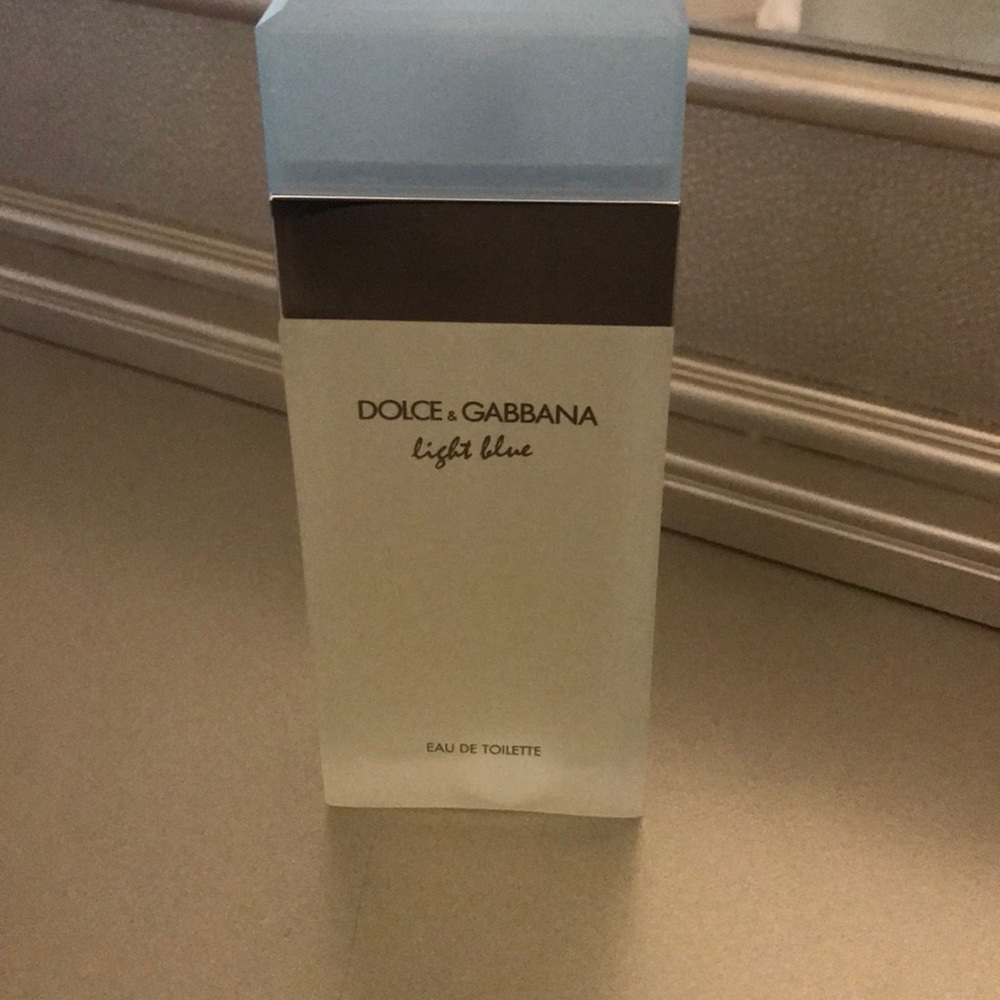 DOLCE & GABBANA
light blue
EAU DE TOILETTE